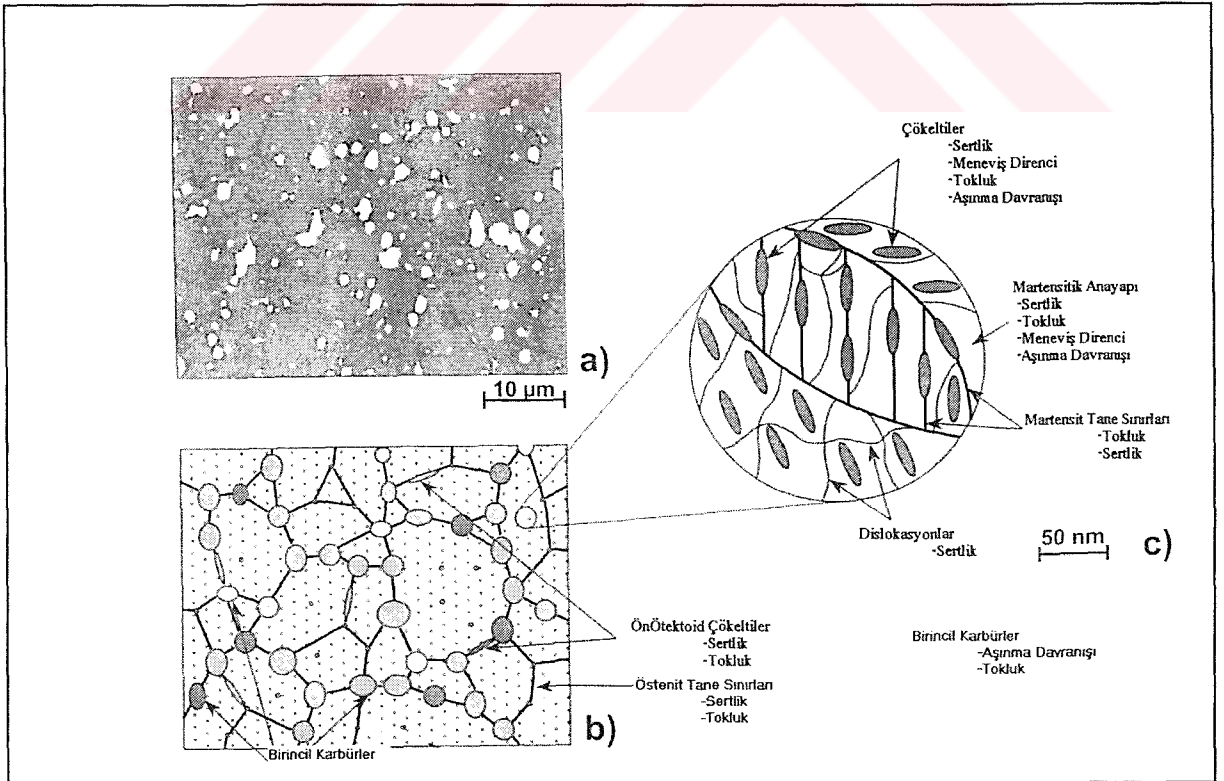 Çökeltiler
-Sertlik
-Meneviş Direnci
-Tokluk
-Aşınma Davranışı
a)
10 µm
Martensitik Anayapı
-Sertlik
-Tokluk
-Meneviş Direnci
-Aşınma Davranışı
Martensit Tane Sınırları
-Tokluk
-Sertlik
Dislokasyonlar
-Sertlik
50 nm
c)
ÖnÖtektoid Çökeltiler
-Sertlik
-Tokluk
Östenit Tane Sınırları
-Sertlik
-Tokluk
b)
Birincil Karbürler
Birincil Karbürler
-Aşınma Davranışı
-Tokluk